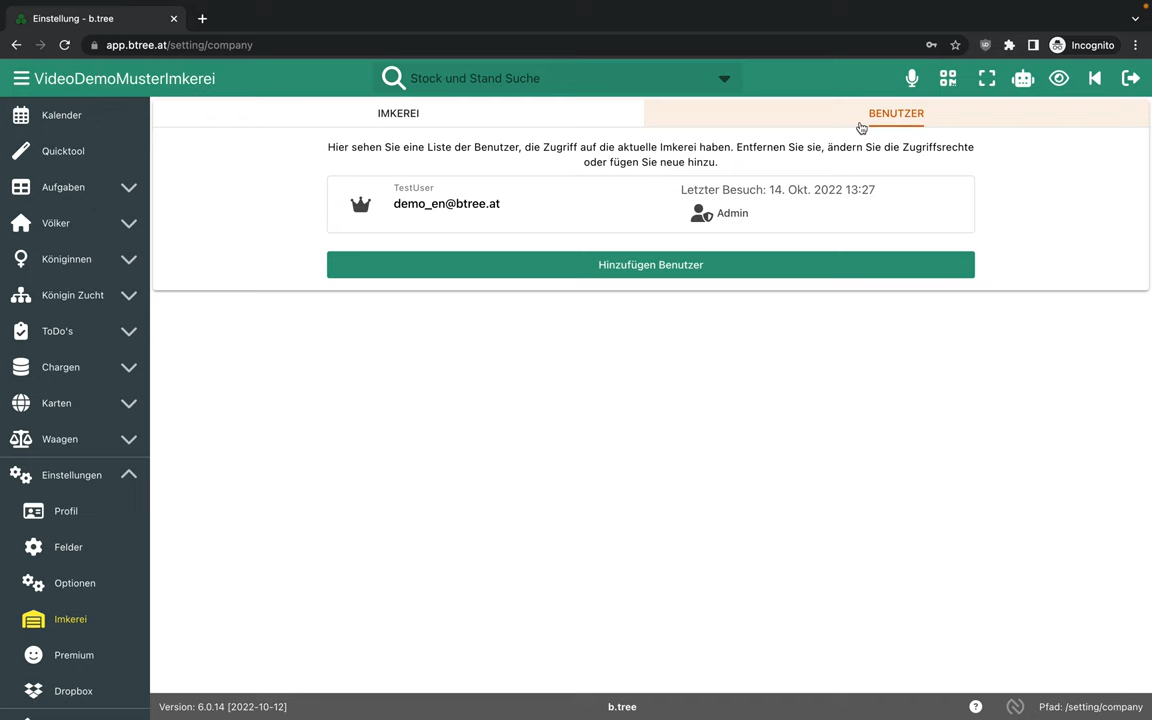 Einstellung - b.tree
app.btree.at/setting/company
Incognito
VideoDemoMusterImkerei
Stock und Stand Suche
Kalender
Quicktool
Aufgaben
Völker
Königinnen
Königin Zucht
ToDo's
Chargen
Karten
Waagen
Einstellungen
Profil
Felder
Optionen
Imkerei
Premium
Dropbox
IMKEREI
BENUTZER
Hier sehen Sie eine Liste der Benutzer, die Zugriff auf die aktuelle Imkerei haben. Entfernen Sie sie, ändern Sie die Zugriffsrechte
oder fügen Sie neue hinzu.
TestUser
demo_en@btree.at
Letzter Besuch: 14. Okt. 2022 13:27
Admin
Hinzufügen Benutzer
Version: 6.0.14 [2022-10-12]
b.tree
Pfad: /setting/company